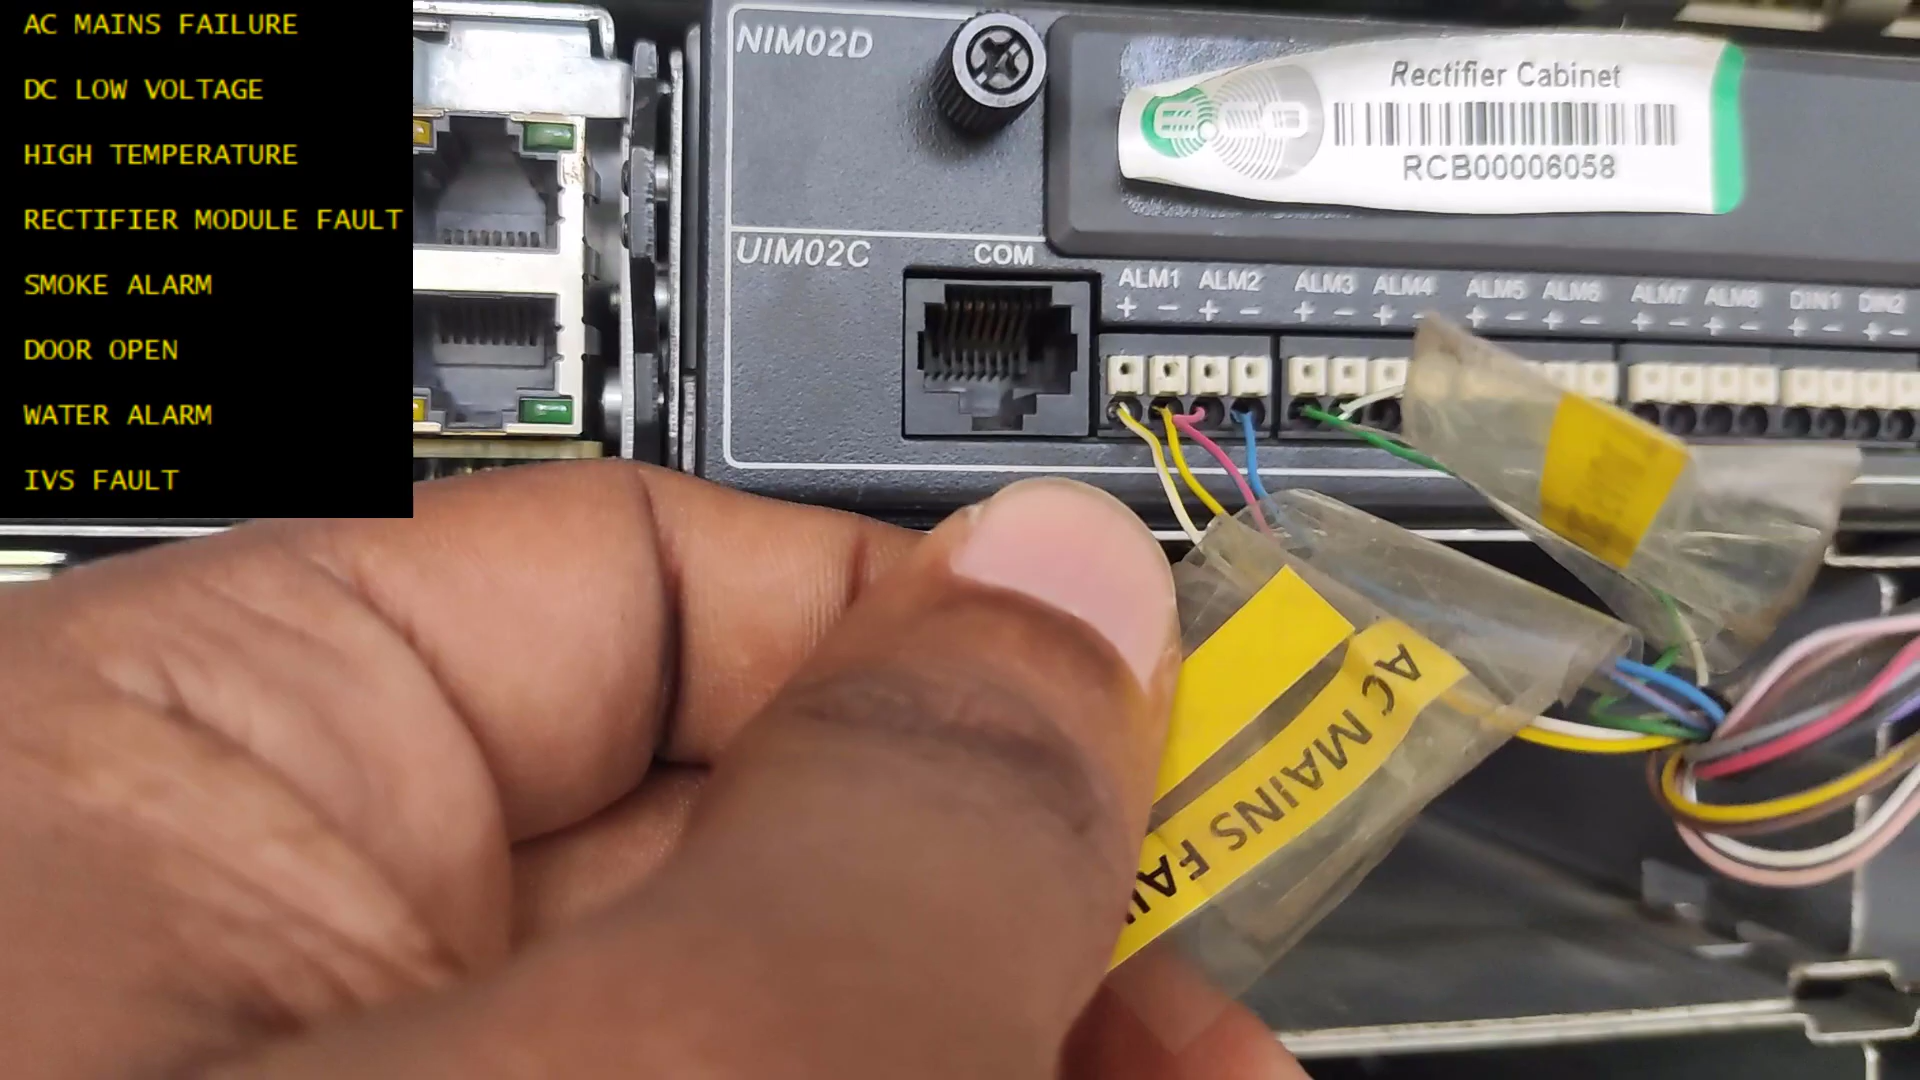 AC MAINS FAILURE
DC LOW VOLTAGE
HIGH TEMPERATURE
RECTIFIER MODULE FAULT
SMOKE ALARM
DOOR OPEN
WATER ALARM
IVS FAULT
NIM02D
Rectifier Cabinet
RCB00006058
UIM02C
COM
ALM1 ALM2 ALM3 ALM4 ALM5 ALM6 ALM7 ALM8 DIN1 DIN2
+ − + − + − + − + − + − + − + − + − + −
AC MAINS